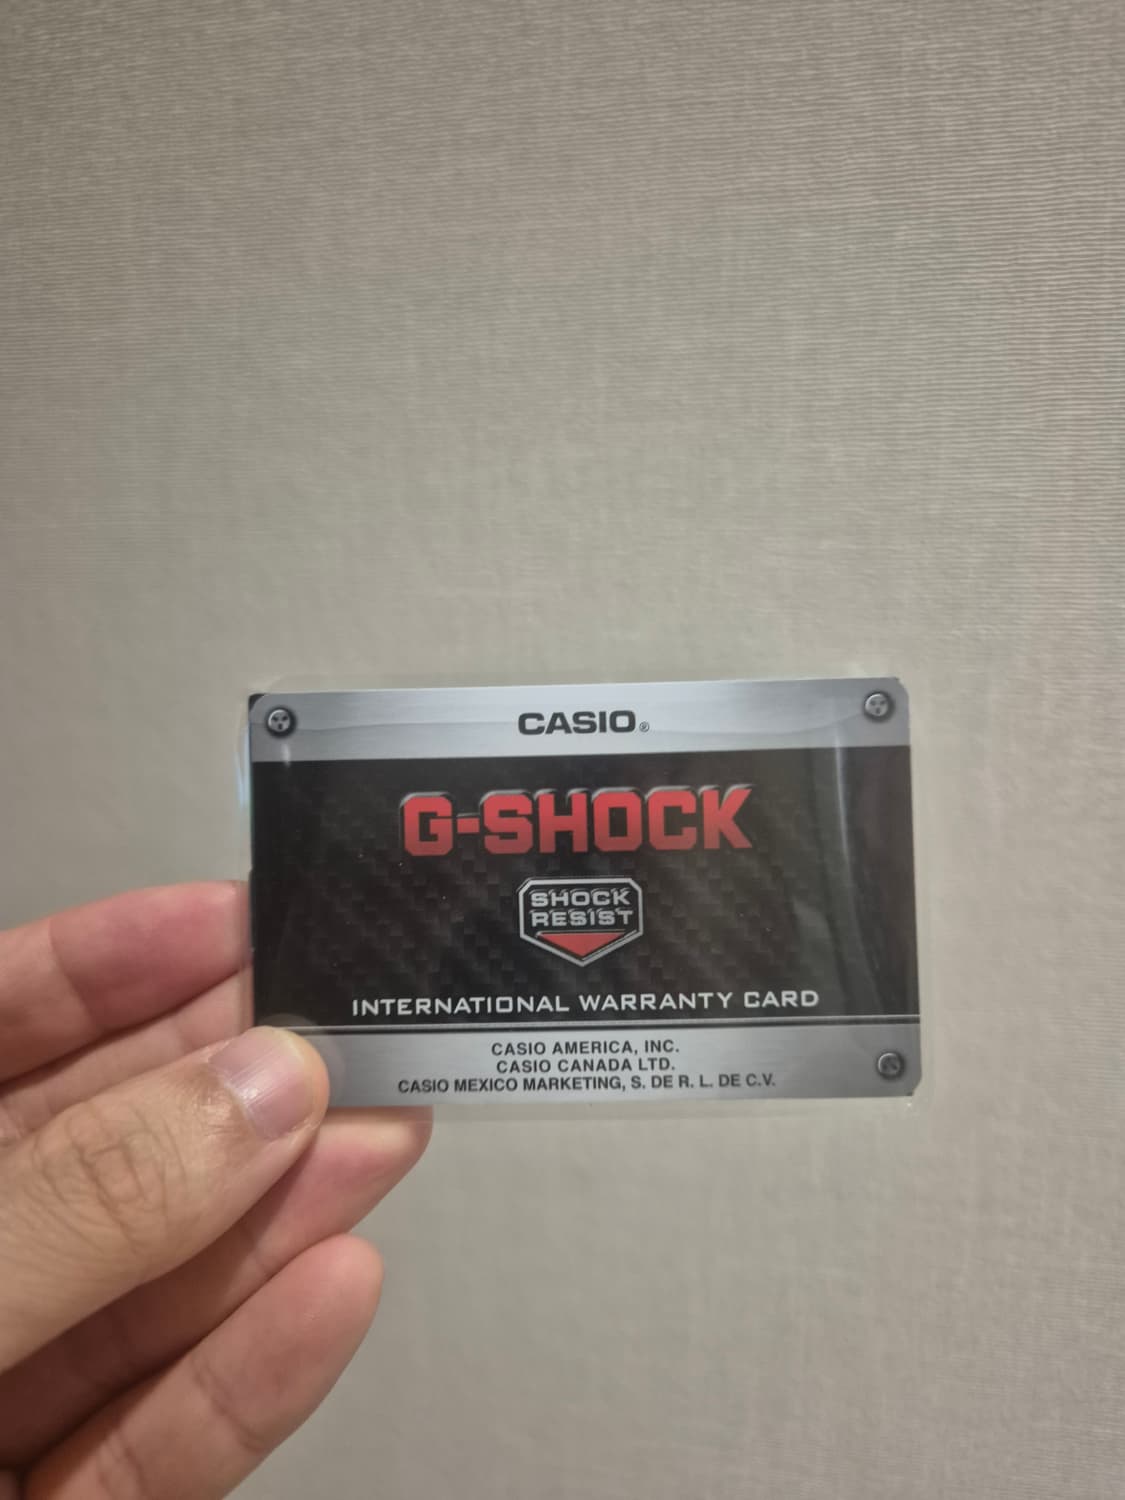 CASIO®
G-SHOCK
SHOCK
RESIST
INTERNATIONAL WARRANTY CARD
CASIO AMERICA, INC.
CASIO CANADA LTD.
CASIO MEXICO MARKETING, S. DE R. L. DE C.V.